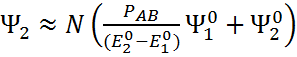 Ψ₂ ≈ N ( P_AB / (E₂⁰−E₁⁰) Ψ₁⁰ + Ψ₂⁰ )